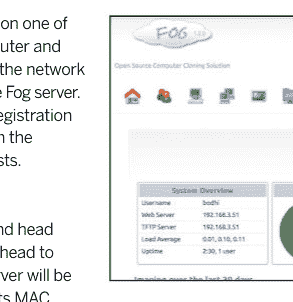 on one of
uter and
the network
e Fog server.
egistration
n the
sts.
nd head
head to
ver will be
ts MAC
FOG
Open Source Computer Cloning Solution
System Overview
Username bodhi
Web Server 192.168.3.51
TFTP Server 192.168.3.51
Load Average 0.01, 0.10, 0.11
Uptime 2:30, 1 user
Imaging over the last 30 days